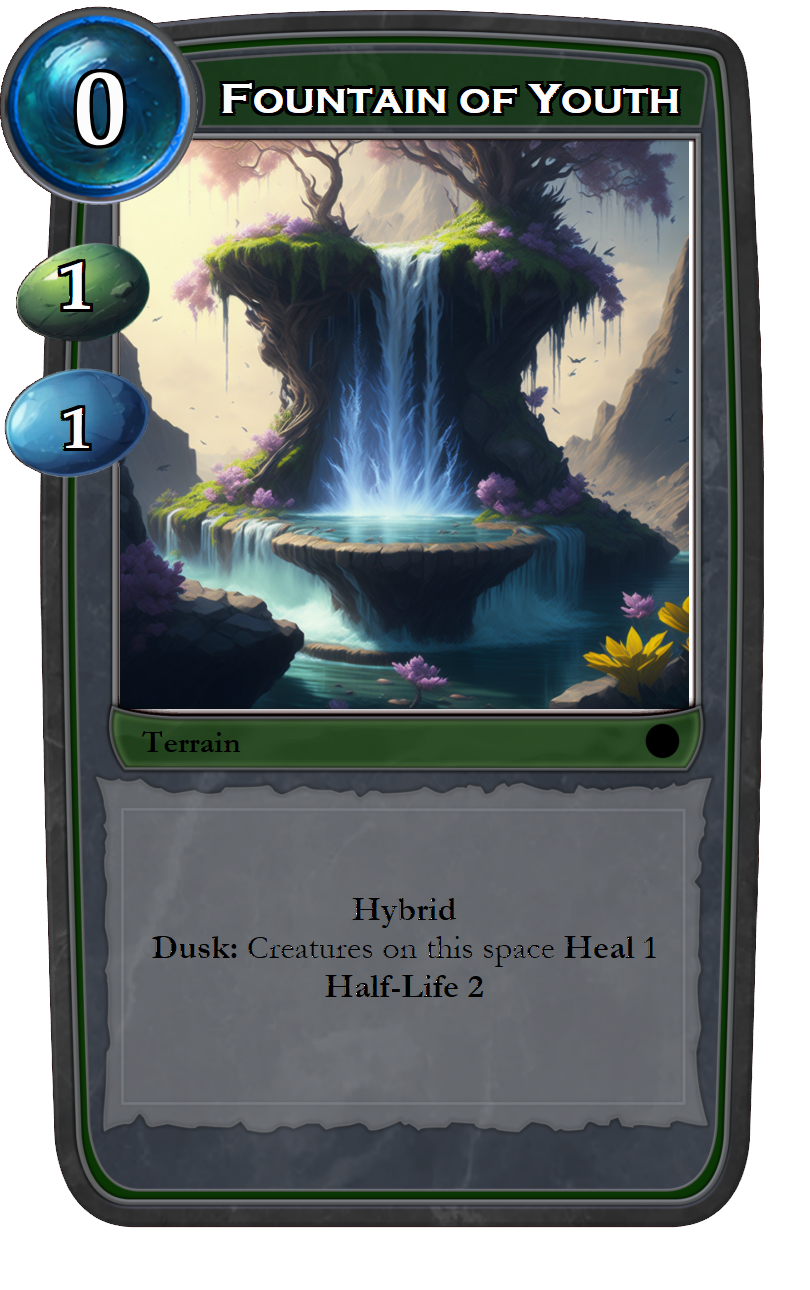 0
Fountain of Youth
1
1
Terrain
Hybrid
Dusk: Creatures on this space Heal 1
Half-Life 2